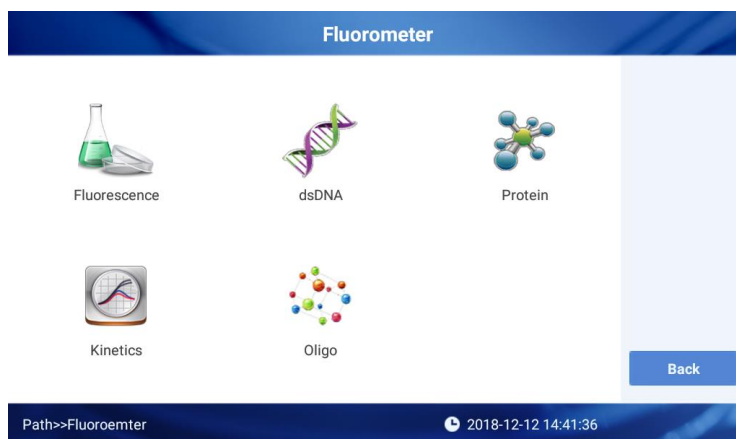 Fluorometer
Fluorescence
dsDNA
Protein
Kinetics
Oligo
Back
Path>>Fluoroemter
2018-12-12 14:41:36